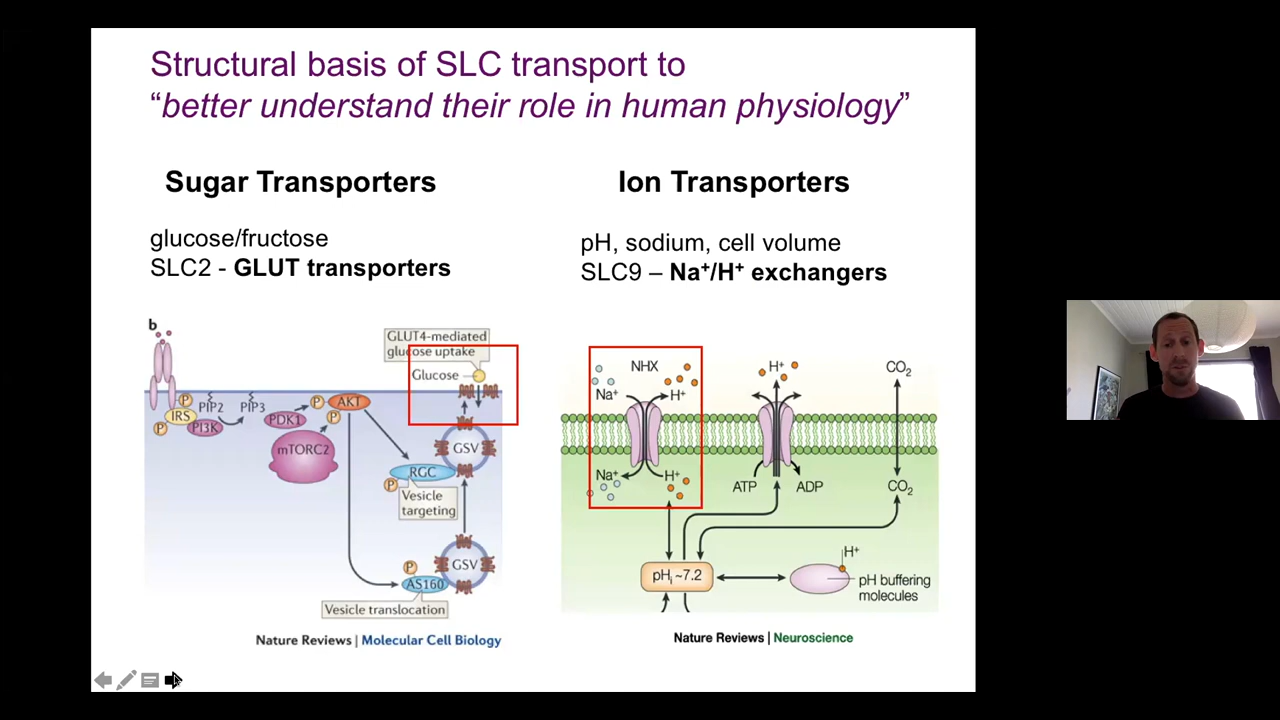 Structural basis of SLC transport to
“better understand their role in human physiology”
Sugar Transporters
glucose/fructose
SLC2 - GLUT transporters
Ion Transporters
pH, sodium, cell volume
SLC9 – Na⁺/H⁺ exchangers
b
GLUT4-mediated
glucose uptake
Glucose
P
IRS
P
PI3K
PIP2
PIP3
PDK1
P
P
AKT
mTORC2
GSV
RGC
P
Vesicle
targeting
GSV
P
AS160
Vesicle translocation
Nature Reviews | Molecular Cell Biology
NHX
Na⁺
H⁺
Na⁺
H⁺
H⁺
ATP
ADP
CO₂
CO₂
pHᵢ ~7.2
H⁺
pH buffering
molecules
Nature Reviews | Neuroscience